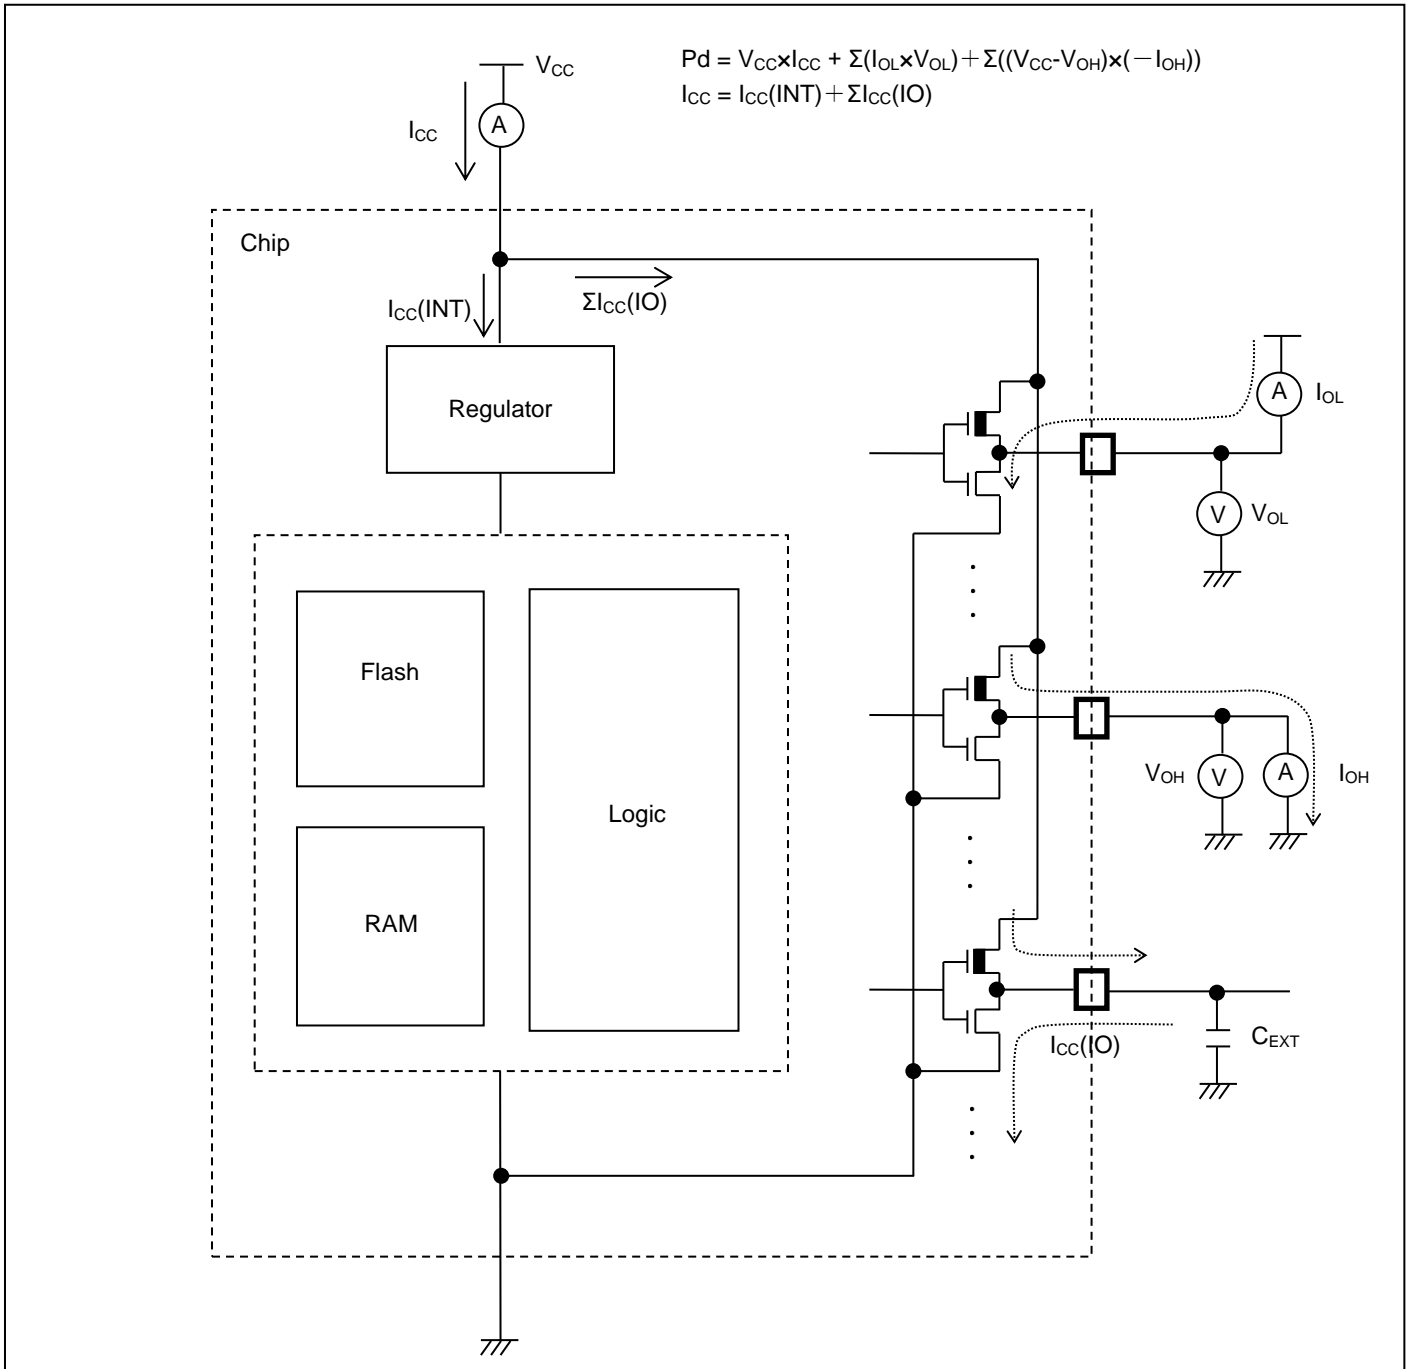 Pd = VCC×ICC + Σ(IOL×VOL)＋Σ((VCC-VOH)×(－IOH))
ICC = ICC(INT)＋ΣICC(IO)
VCC
A
ICC
Chip
ICC(INT)
ΣICC(IO)
Regulator
A
IOL
V
VOL
Flash
Logic
RAM
VOH
V
A
IOH
ICC(IO)
CEXT